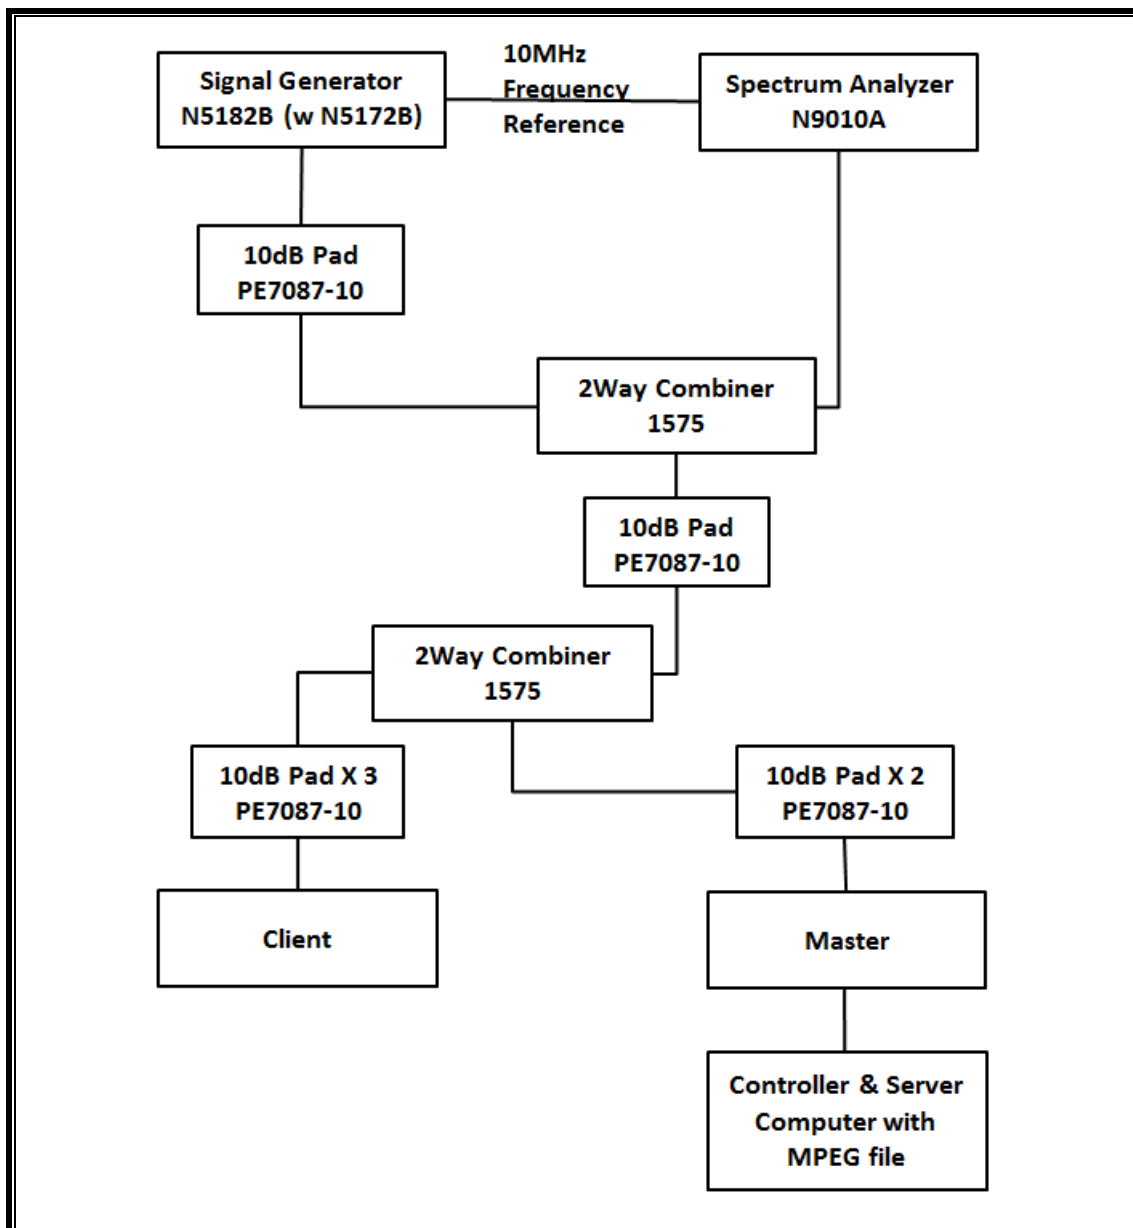 Signal Generator
N5182B (w N5172B)
10MHz
Frequency
Reference
Spectrum Analyzer
N9010A
10dB Pad
PE7087-10
2Way Combiner
1575
10dB Pad
PE7087-10
2Way Combiner
1575
10dB Pad X 3
PE7087-10
10dB Pad X 2
PE7087-10
Client
Master
Controller & Server
Computer with
MPEG file